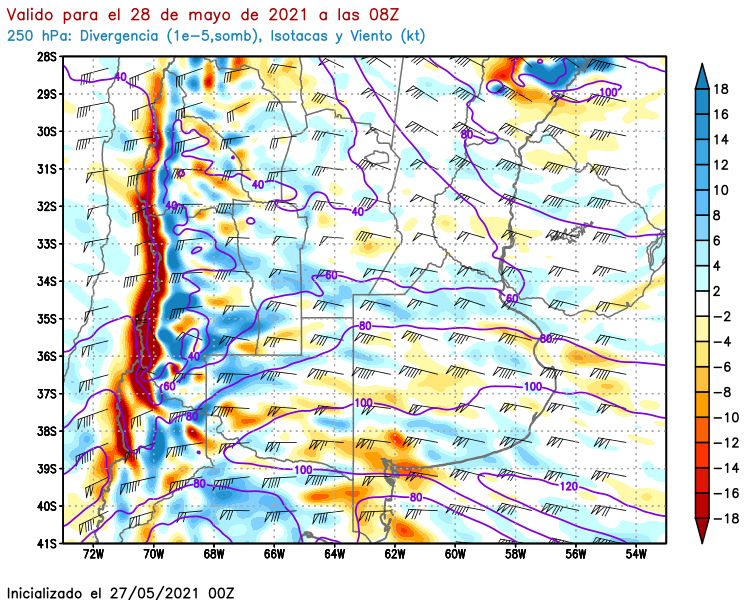 Valido para el 28 de mayo de 2021 a las 08Z
250 hPa: Divergencia (1e−5,somb), Isotacas y Viento (kt)
28S
29S
30S
31S
32S
33S
34S
35S
36S
37S
38S
39S
40S
41S
72W 70W 68W 66W 64W 62W 60W 58W 56W 54W
40
100
80
40
40
40
60
60
80
80
40
60
100
100
80
100
80
80
120
18
16
14
12
10
8
6
4
2
−2
−4
−6
−8
−10
−12
−14
−16
−18
Inicializado el 27/05/2021 00Z